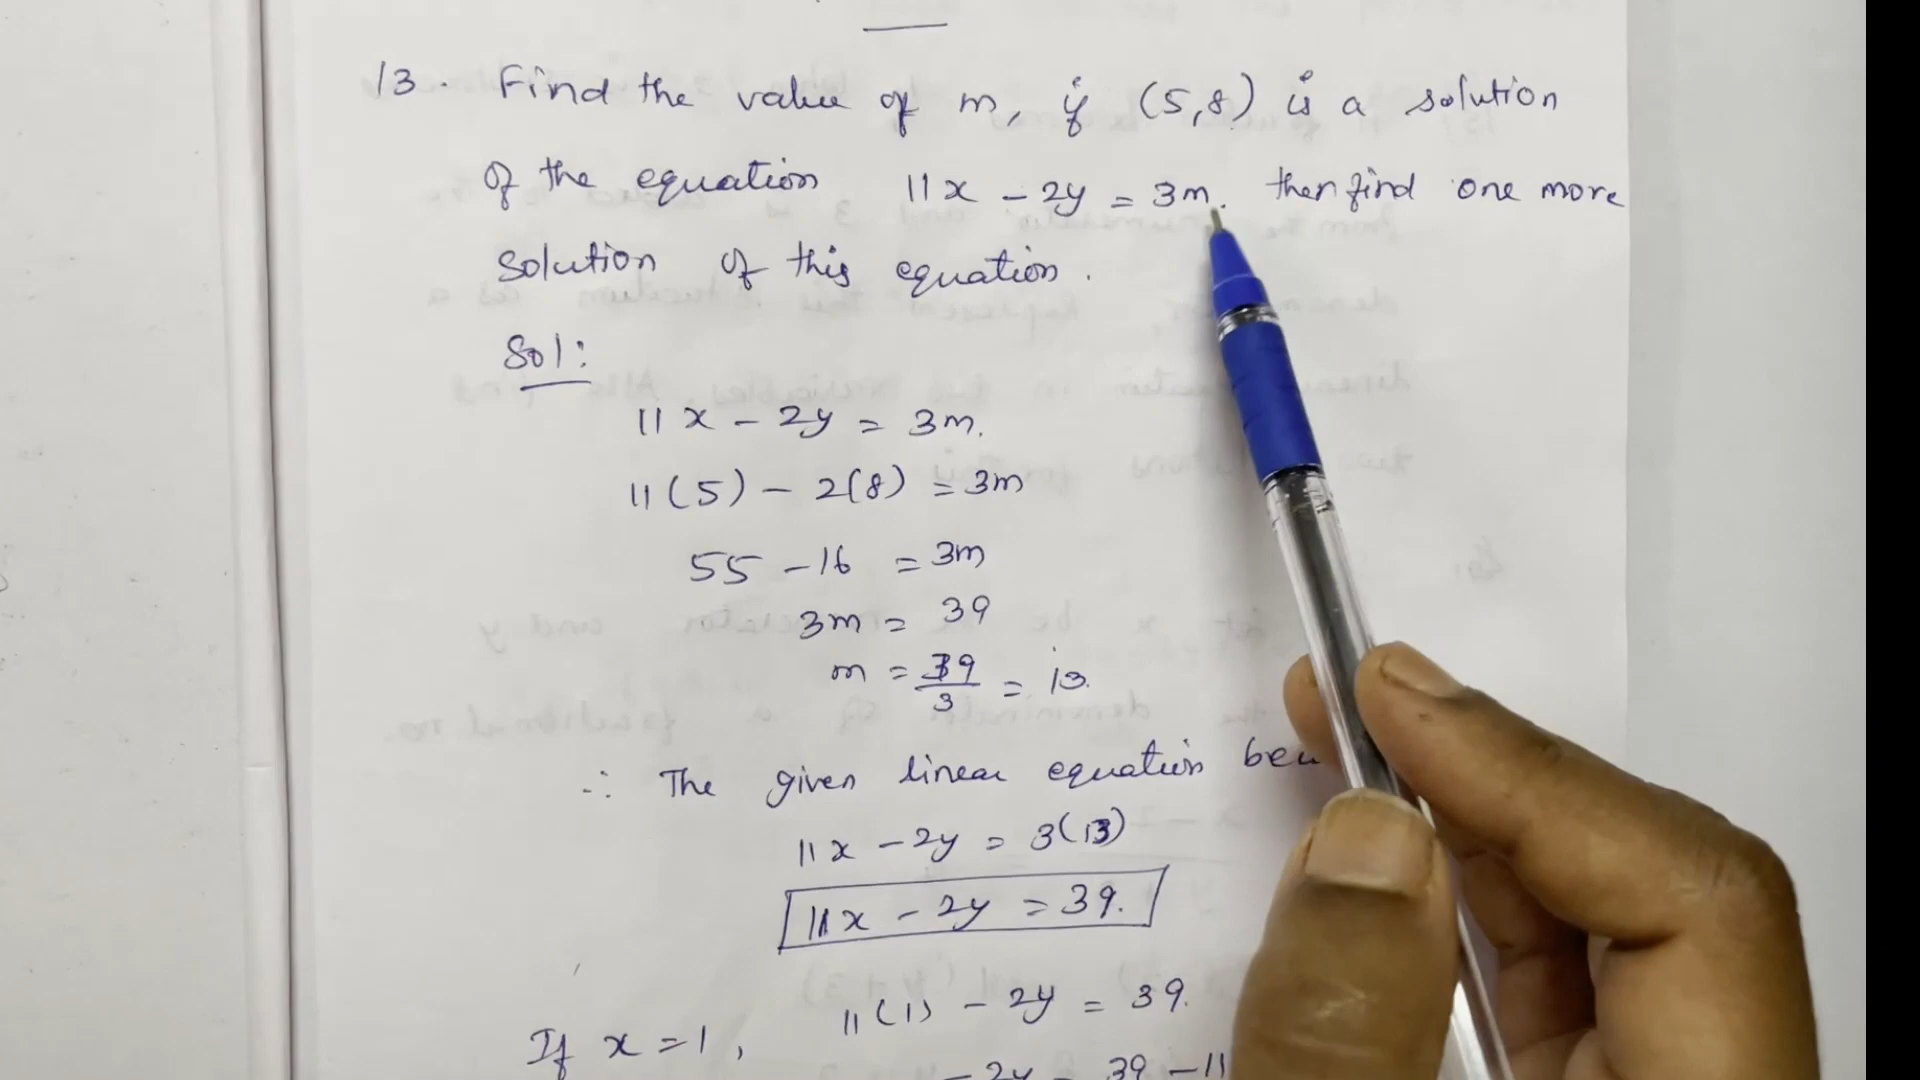 13. Find the value of m, if (5,8) is a solution
of the equation 11x - 2y = 3m. then find one more
solution of this equation.
Sol:
11x - 2y = 3m.
11(5) - 2(8) = 3m
55 - 16 = 3m
3m = 39
m = 39/3 = 13.
∴ The given linear equation
11x - 2y = 3(13)
11x - 2y = 39.
If x = 1, 11(1) - 2y = 39.
- 2y = 39 - 11